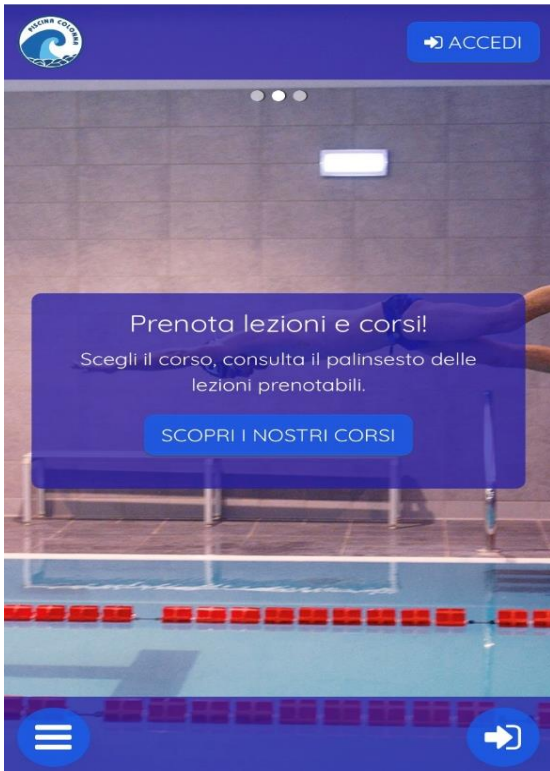 PISCINA COLONNA
ACCEDI
Prenota lezioni e corsi!
Scegli il corso, consulta il palinsesto delle
lezioni prenotabili.
SCOPRI I NOSTRI CORSI